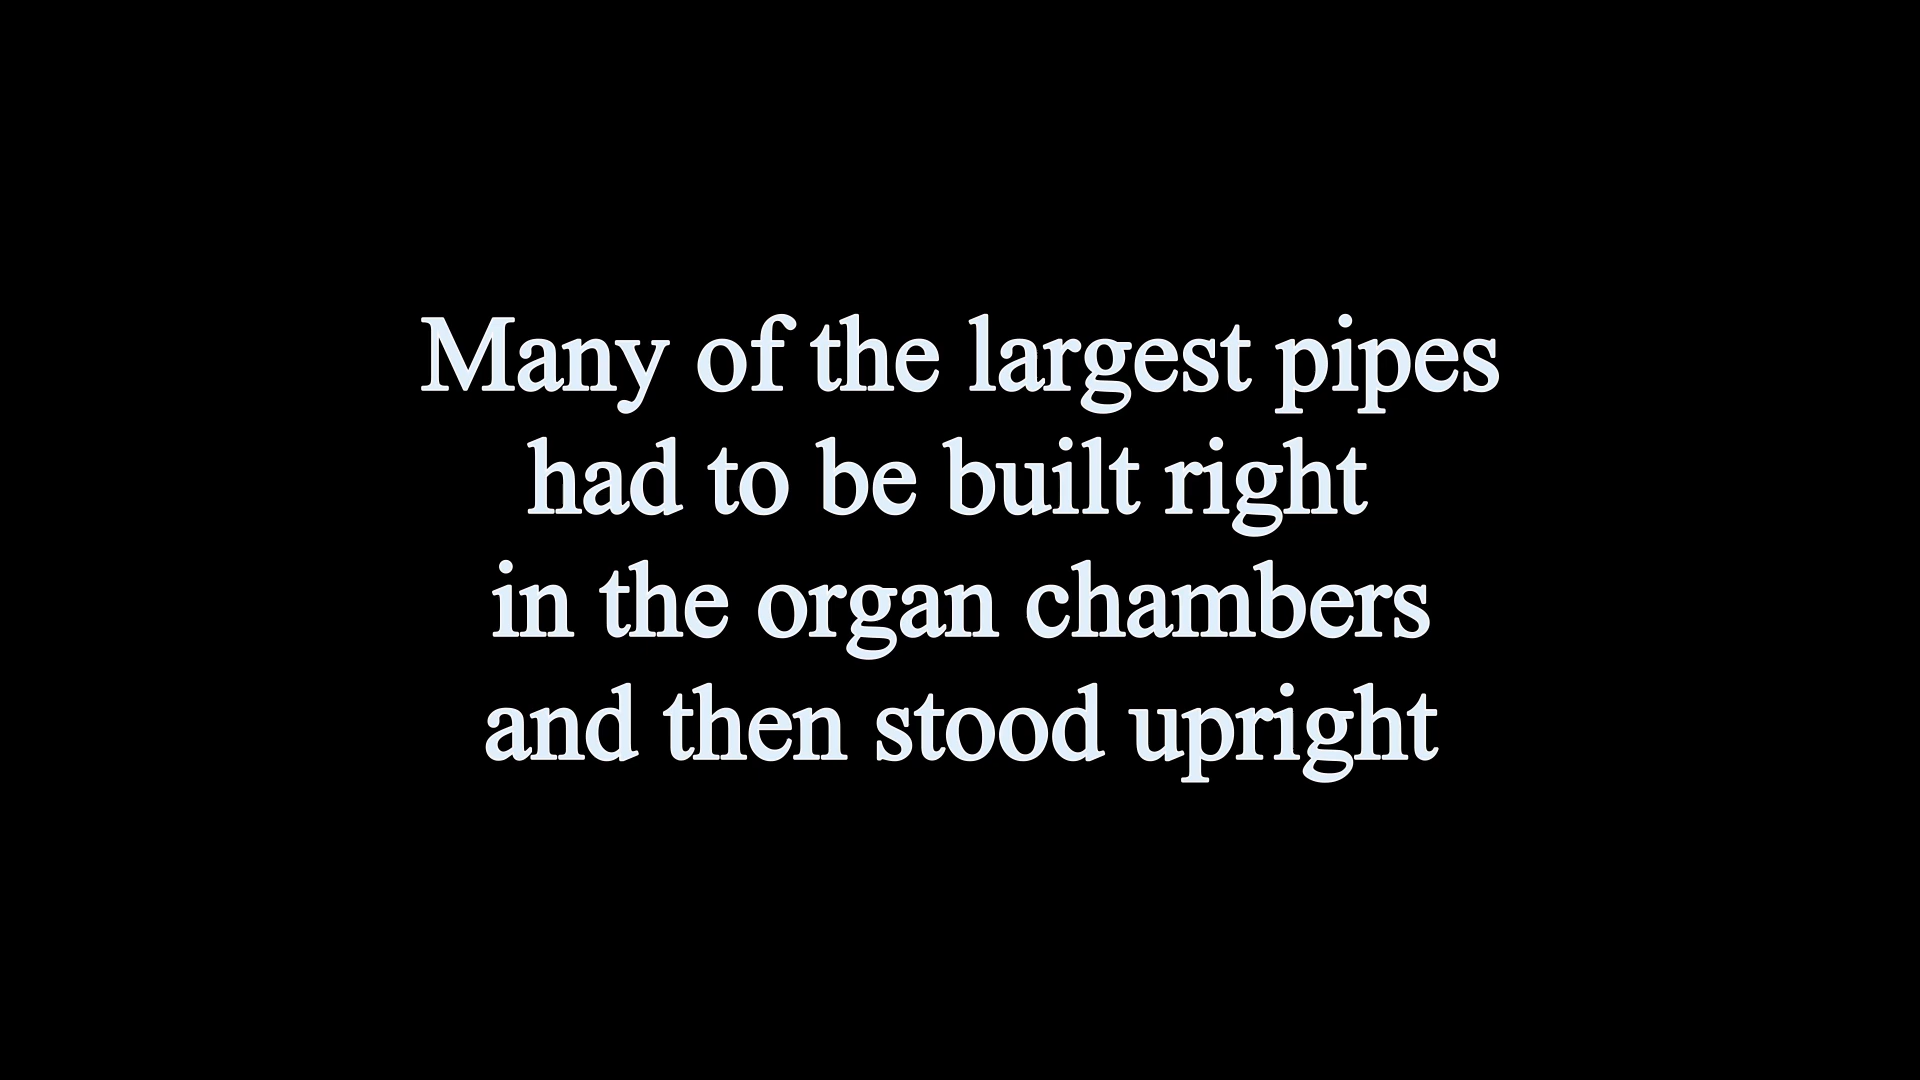 Many of the largest pipes
had to be built right
in the organ chambers
and then stood upright